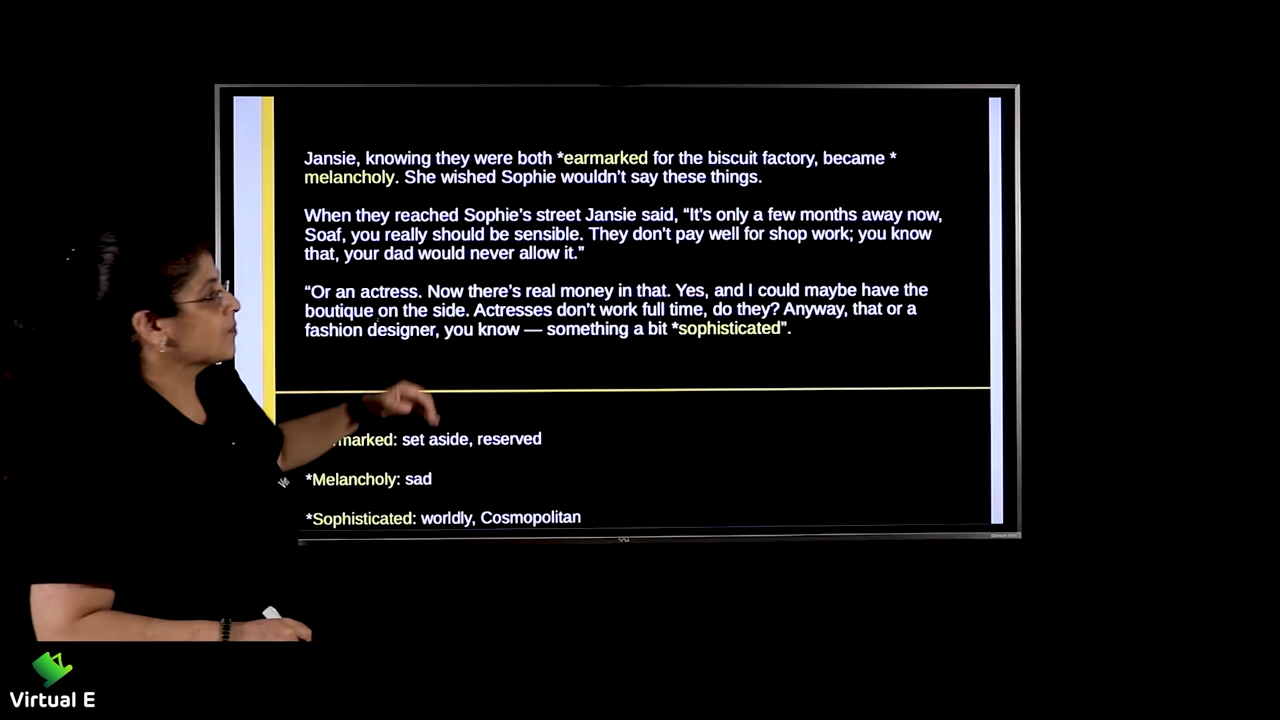 Jansie, knowing they were both *earmarked for the biscuit factory, became *
melancholy. She wished Sophie wouldn’t say these things.
When they reached Sophie’s street Jansie said, “It’s only a few months away now,
Soaf, you really should be sensible. They don’t pay well for shop work; you know
that, your dad would never allow it.”
“Or an actress. Now there’s real money in that. Yes, and I could maybe have the
boutique on the side. Actresses don’t work full time, do they? Anyway, that or a
fashion designer, you know — something a bit *sophisticated”.
marked: set aside, reserved
*Melancholy: sad
*Sophisticated: worldly, Cosmopolitan
Virtual E